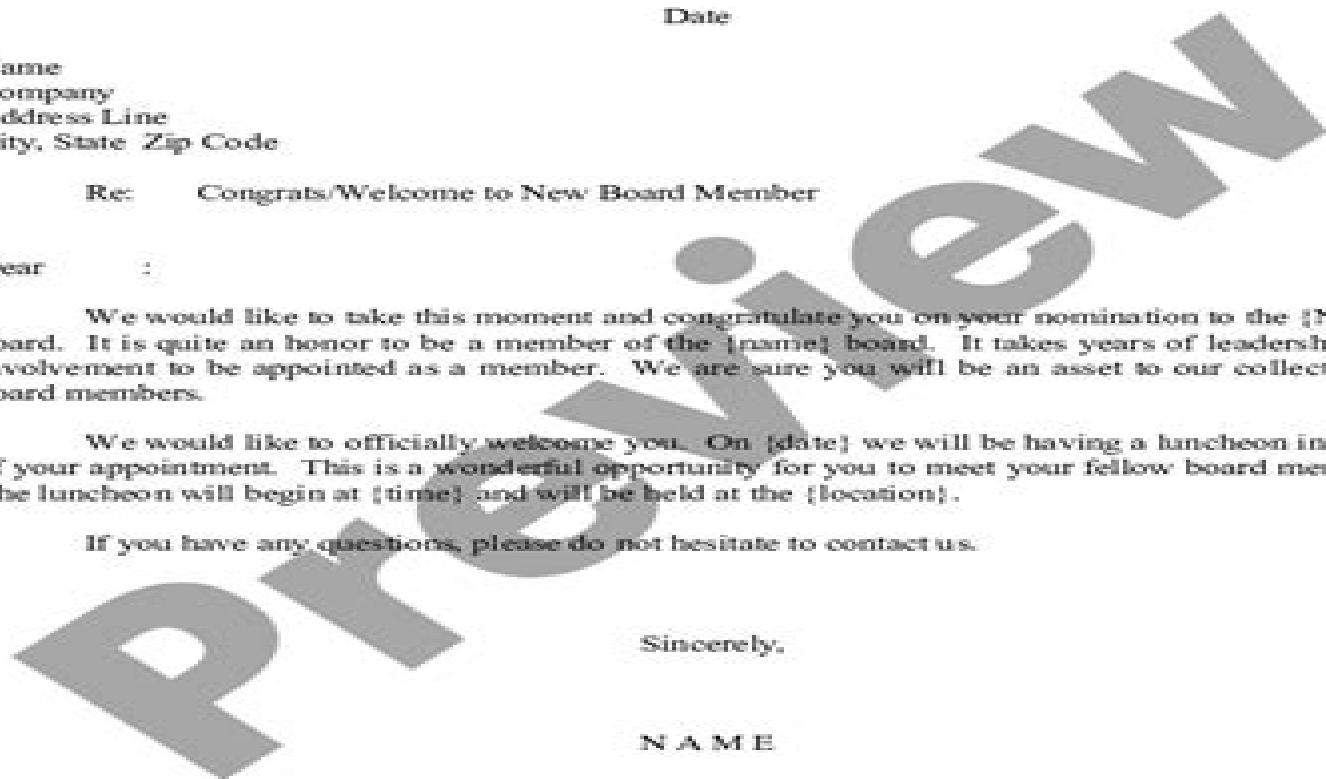 Date
ame
ompany
ddress Line
ity, State Zip Code
Re: Congrats/Welcome to New Board Member
ear :
We would like to take this moment and congratulate you on your nomination to the {N
oard. It is quite an honor to be a member of the {name} board. It takes years of leadersh
volvement to be appointed as a member. We are sure you will be an asset to our collect
oard members.
We would like to officially welcome you. On {date} we will be having a luncheon in
f your appointment. This is a wonderful opportunity for you to meet your fellow board mem
he luncheon will begin at {time} and will be held at the {location}.
If you have any questions, please do not hesitate to contact us.
Sincerely,
N A M E
Preview